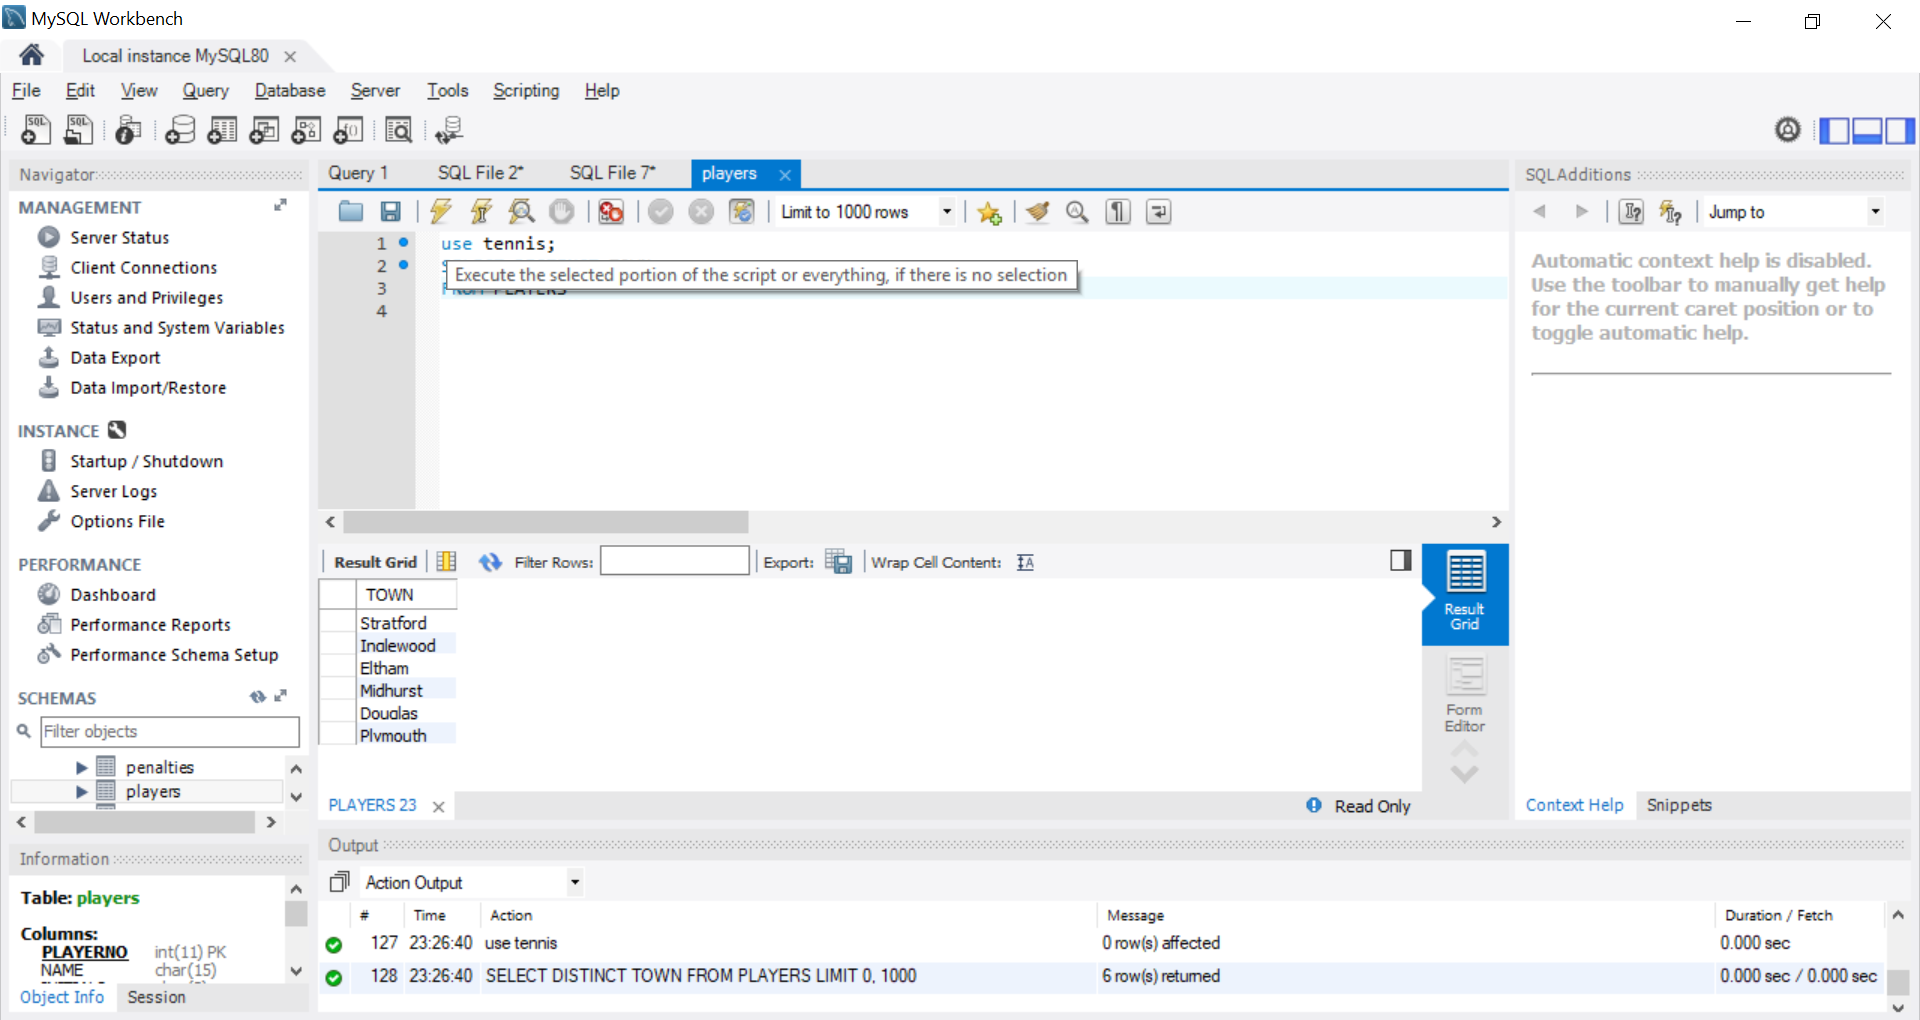 MySQL Workbench
Local instance MySQL80
File Edit View Query Database Server Tools Scripting Help
Navigator
MANAGEMENT
Server Status
Client Connections
Users and Privileges
Status and System Variables
Data Export
Data Import/Restore
INSTANCE
Startup / Shutdown
Server Logs
Options File
PERFORMANCE
Dashboard
Performance Reports
Performance Schema Setup
SCHEMAS
Filter objects
penalties
players
Information
Table: players
Columns:
PLAYERNO int(11) PK
NAME char(15)
Object Info Session
Query 1 SQL File 2* SQL File 7* players
Limit to 1000 rows
1 use tennis;
2
Execute the selected portion of the script or everything, if there is no selection
3 FROM PLAYERS
4
Result Grid Filter Rows: Export: Wrap Cell Content:
TOWN
Stratford
Inglewood
Eltham
Midhurst
Douglas
Plymouth
Result
Grid
Form
Editor
PLAYERS 23 Read Only
SQLAdditions
Jump to
Automatic context help is disabled.
Use the toolbar to manually get help
for the current caret position or to
toggle automatic help.
Context Help Snippets
Output
Action Output
# Time Action Message Duration / Fetch
127 23:26:40 use tennis 0 row(s) affected 0.000 sec
128 23:26:40 SELECT DISTINCT TOWN FROM PLAYERS LIMIT 0, 1000 6 row(s) returned 0.000 sec / 0.000 sec